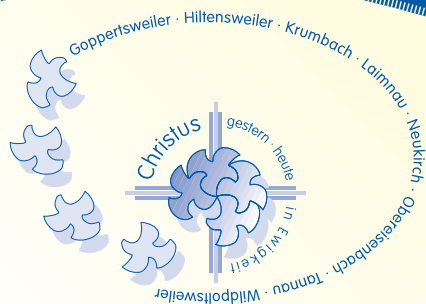 Goppertsweiler · Hiltensweiler · Krumbach · Laimnau · Neukirch · Obereisenbach · Tannau · Wildpoltsweiler
Christus
gestern · heute
in Ewigkeit